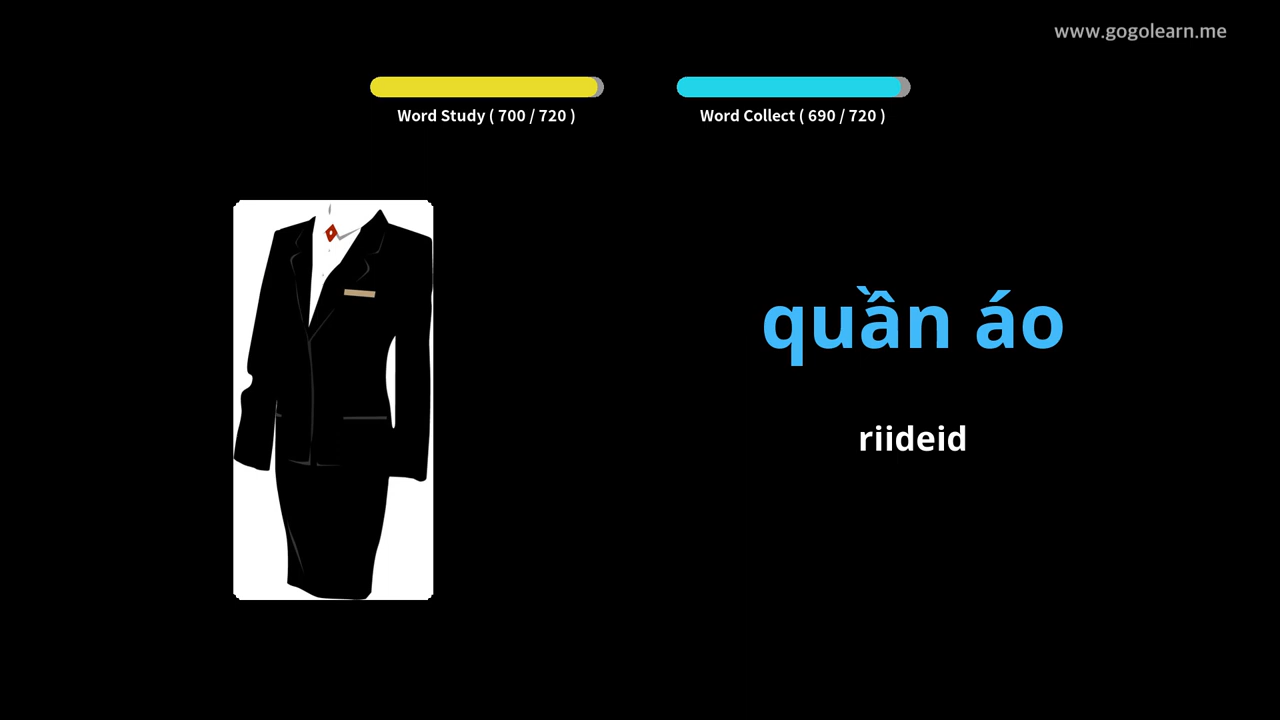 www.gogolearn.me
Word Study ( 700 / 720 )
Word Collect ( 690 / 720 )
quần áo
riideid